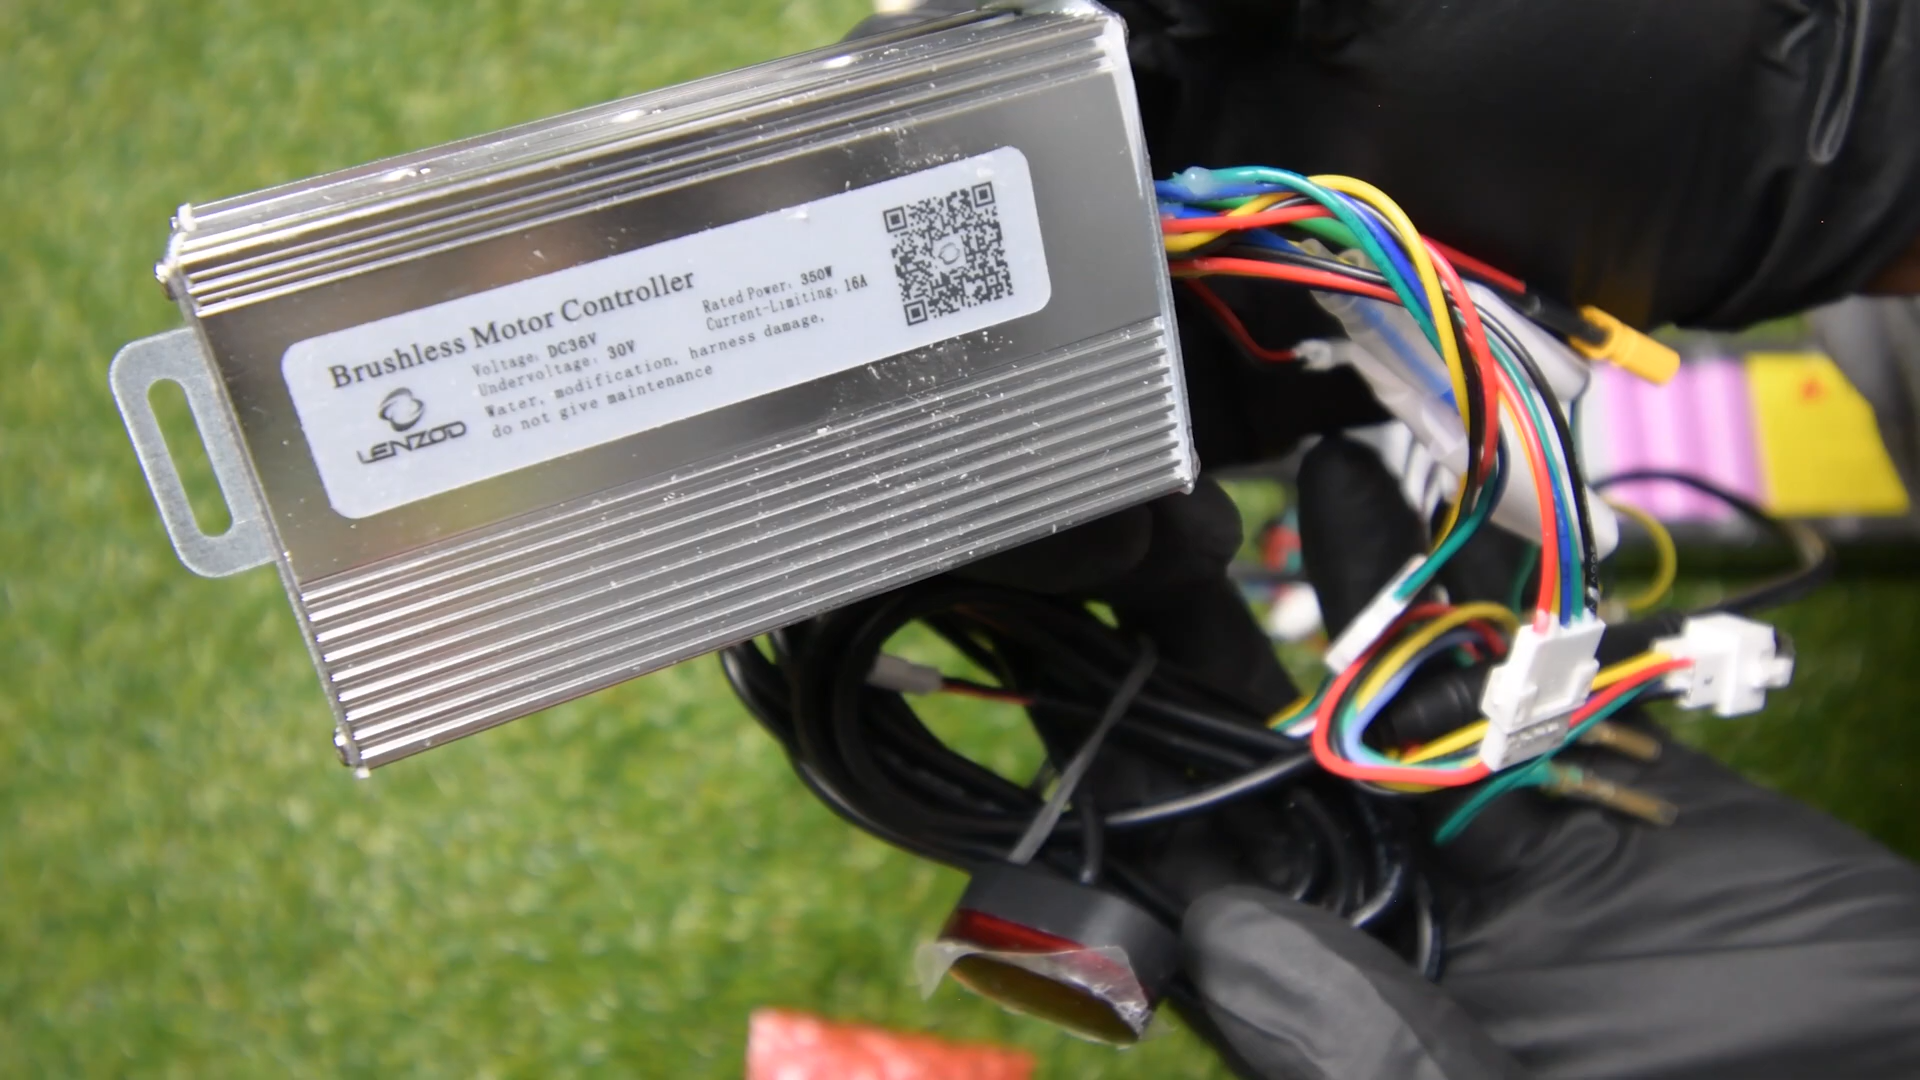 Brushless Motor Controller
Voltage: DC36V
Rated Power: 350W
Undervoltage: 30V
Current-Limiting: 16A
Water, modification, harness damage,
do not give maintenance
LENZOD